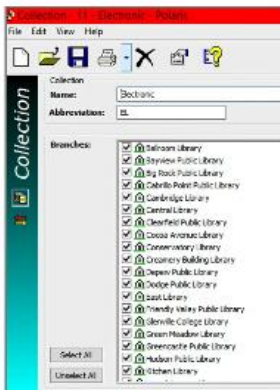 Collection - 11 - Electronic - Polaris
File Edit View Help
Collection
Collection
Name: Electronic
Abbreviation: EL
Branches:
Ballroom Library
Bayview Public Library
Big Rock Public Library
Cabrillo Point Public Library
Cambridge Library
Central Library
Clearfield Public Library
Cocoa Avenue Library
Conservatory Library
Creamery Building Library
Depew Public Library
Dodge Public Library
East Library
Friendly Valley Public Library
Glenville College Library
Green Meadow Library
Greencastle Public Library
Hudson Public Library
Kitchen Library
Select All
Unselect All